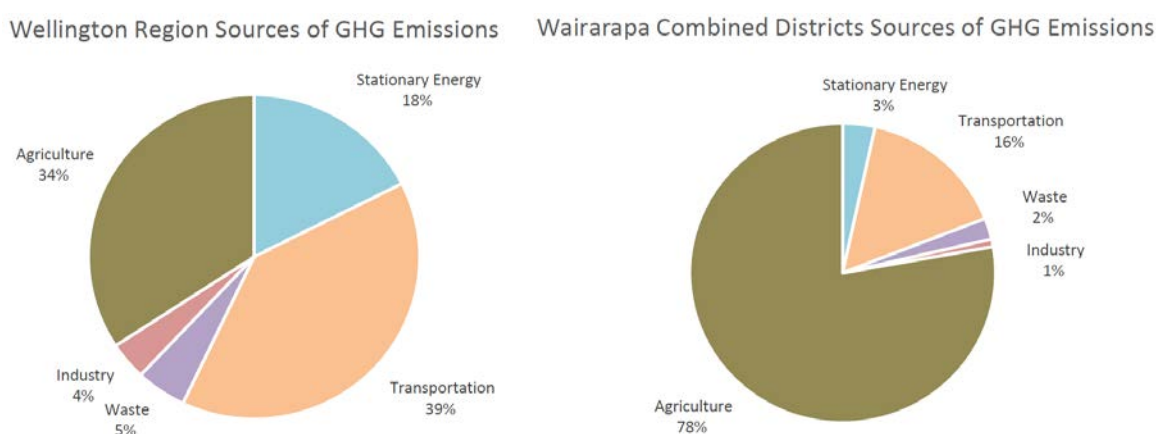 Wellington Region Sources of GHG Emissions
Stationary Energy
18%
Agriculture
34%
Industry
4%
Waste
5%
Transportation
39%
Wairarapa Combined Districts Sources of GHG Emissions
Stationary Energy
3%
Transportation
16%
Waste
2%
Industry
1%
Agriculture
78%